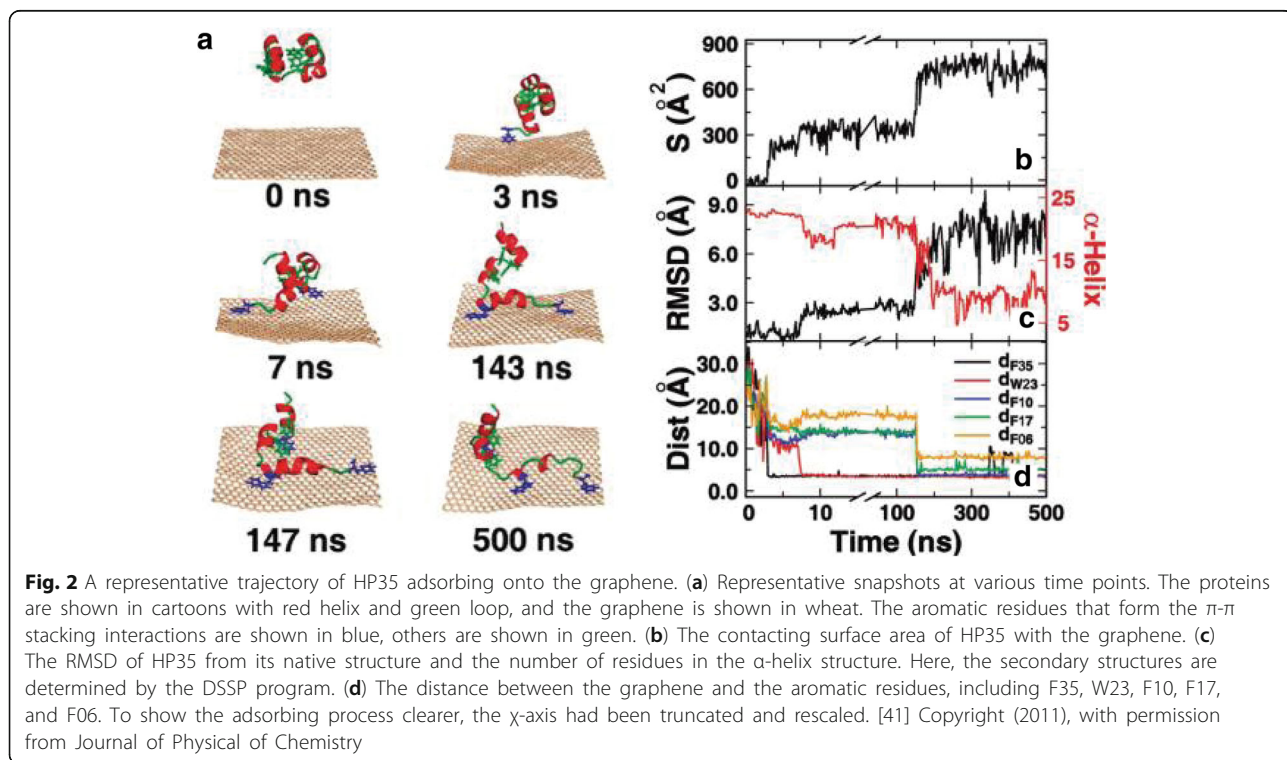 a
0 ns
3 ns
7 ns
143 ns
147 ns
500 ns
900
600
300
0
S (Å²)
b
9.0
6.0
3.0
RMSD (Å)
25
20
15
10
5
α-Helix
c
30.0
20.0
10.0
0.0
Dist (Å)
dF35
dW23
dF10
dF17
dF06
d
0 10 100 300 500
Time (ns)
Fig. 2 A representative trajectory of HP35 adsorbing onto the graphene. (a) Representative snapshots at various time points. The proteins
are shown in cartoons with red helix and green loop, and the graphene is shown in wheat. The aromatic residues that form the π-π
stacking interactions are shown in blue, others are shown in green. (b) The contacting surface area of HP35 with the graphene. (c)
The RMSD of HP35 from its native structure and the number of residues in the α-helix structure. Here, the secondary structures are
determined by the DSSP program. (d) The distance between the graphene and the aromatic residues, including F35, W23, F10, F17,
and F06. To show the adsorbing process clearer, the χ-axis had been truncated and rescaled. [41] Copyright (2011), with permission
from Journal of Physical of Chemistry